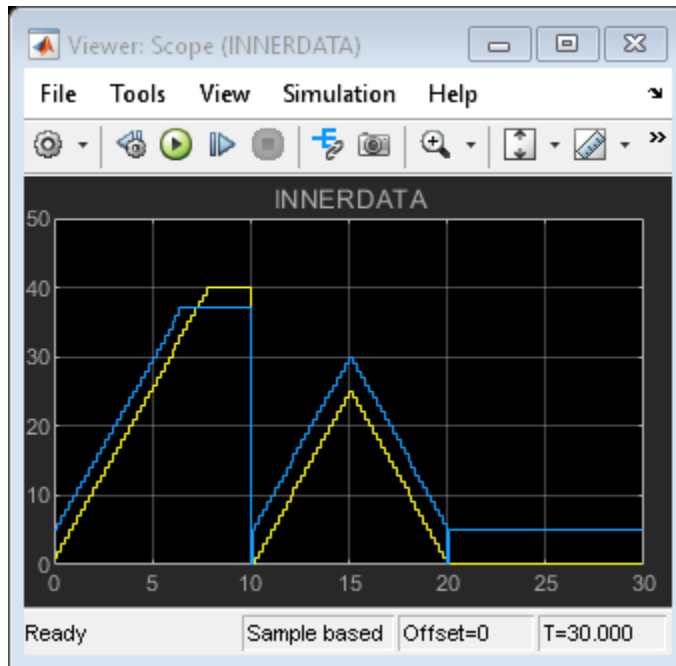 Viewer: Scope (INNERDATA)
File Tools View Simulation Help
INNERDATA
50
40
30
20
10
0
0 5 10 15 20 25 30
Ready Sample based Offset=0 T=30.000